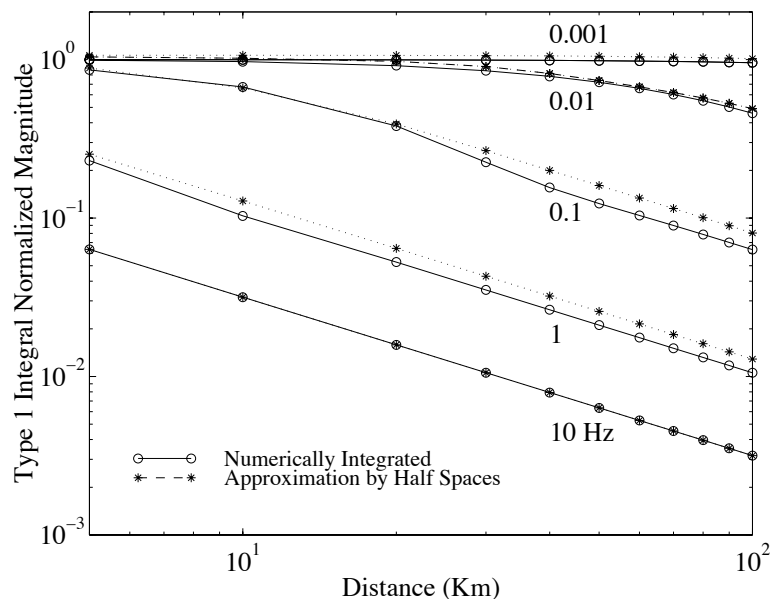 Type 1 Integral Normalized Magnitude
10^0
10^-1
10^-2
10^-3
0.001
0.01
0.1
1
10 Hz
Numerically Integrated
Approximation by Half Spaces
10^1
10^2
Distance (Km)